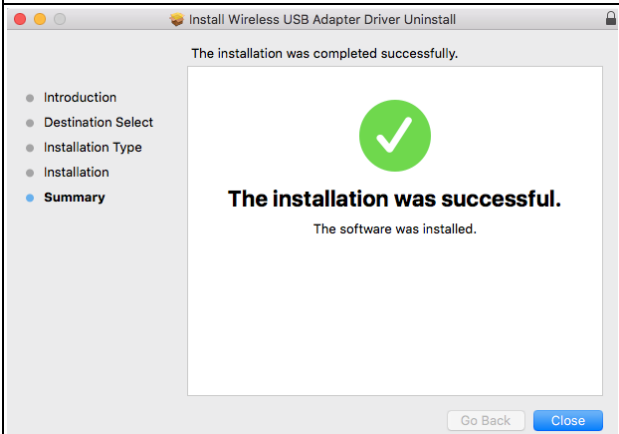 Install Wireless USB Adapter Driver Uninstall
The installation was completed successfully.
Introduction
Destination Select
Installation Type
Installation
Summary
The installation was successful.
The software was installed.
Go Back
Close